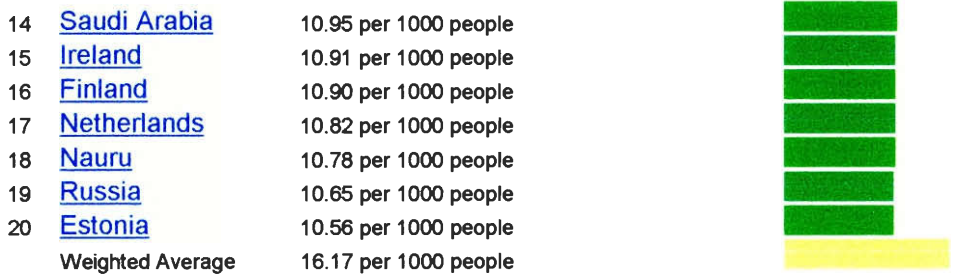 14 Saudi Arabia 10.95 per 1000 people
15 Ireland 10.91 per 1000 people
16 Finland 10.90 per 1000 people
17 Netherlands 10.82 per 1000 people
18 Nauru 10.78 per 1000 people
19 Russia 10.65 per 1000 people
20 Estonia 10.56 per 1000 people
Weighted Average 16.17 per 1000 people